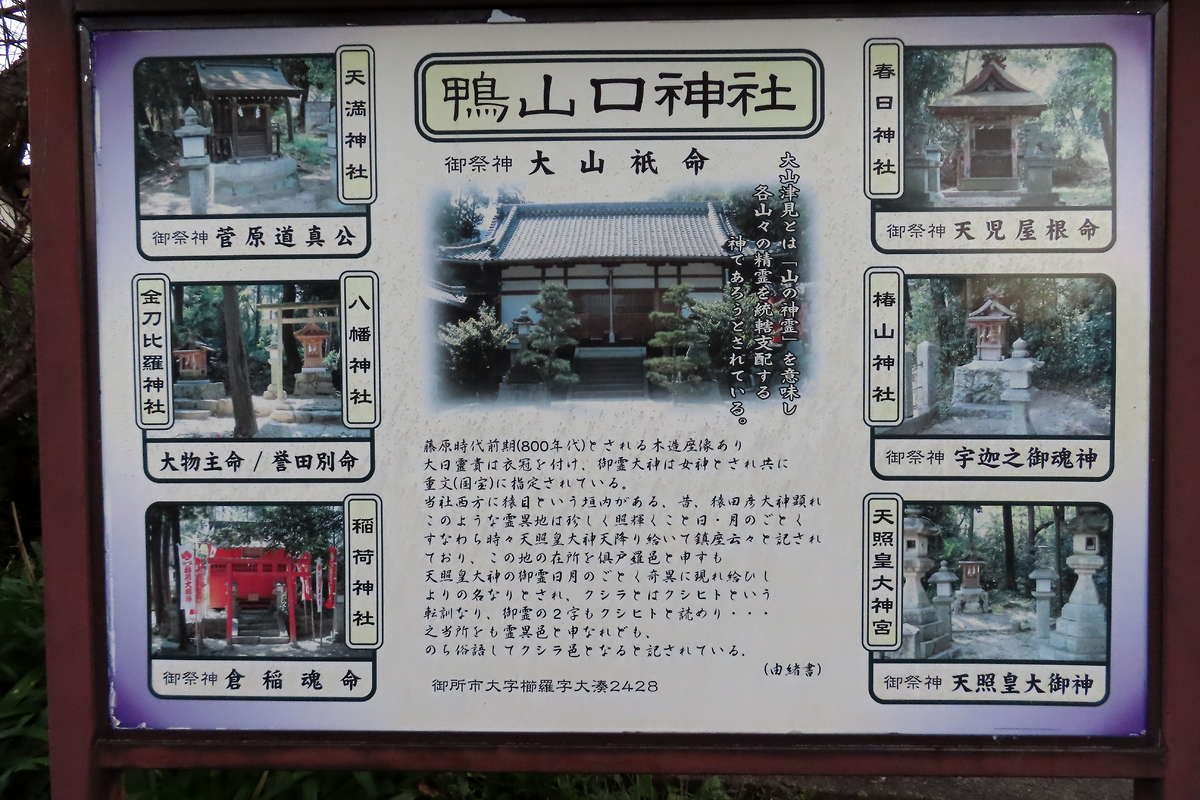 鴨山口神社
御祭神 大山祇命
大山津見とは「山の神霊」を意味し
各山々の精霊を統轄支配する
神であろうとされている。
天満神社
御祭神 菅原道真公
金刀比羅神社
八幡神社
大物主命 / 誉田別命
稲荷神社
御祭神 倉稲魂命
春日神社
御祭神 天児屋根命
椿山神社
御祭神 宇迦之御魂神
天照皇大神宮
御祭神 天照皇大御神
藤原時代前期(800年代)とされる木造座像あり
大日霊貴は衣冠を付け、御霊大神は女神とされ共に
重文(国宝)に指定されている。
当社西方に猿目という垣内がある、昔、猿田彦大神顕れ
このような霊異地は珍しく照輝くこと日・月のごとく
すなわち時々天照皇大神天降り給いて鎮座云々と記され
ており、この地の在所を倶尸羅邑と申すも
天照皇大神の御霊日月のごとく奇異に現れ給ひし
よりの名なりとされ、クシラとはクシヒトという
転訓なり、御霊の2字もクシヒトと読めり・・・
之当所をも霊異邑と申なれども、
のち俗語してクシラ邑となると記されている。
(由緒書)
御所市大字櫛羅字大湊2428